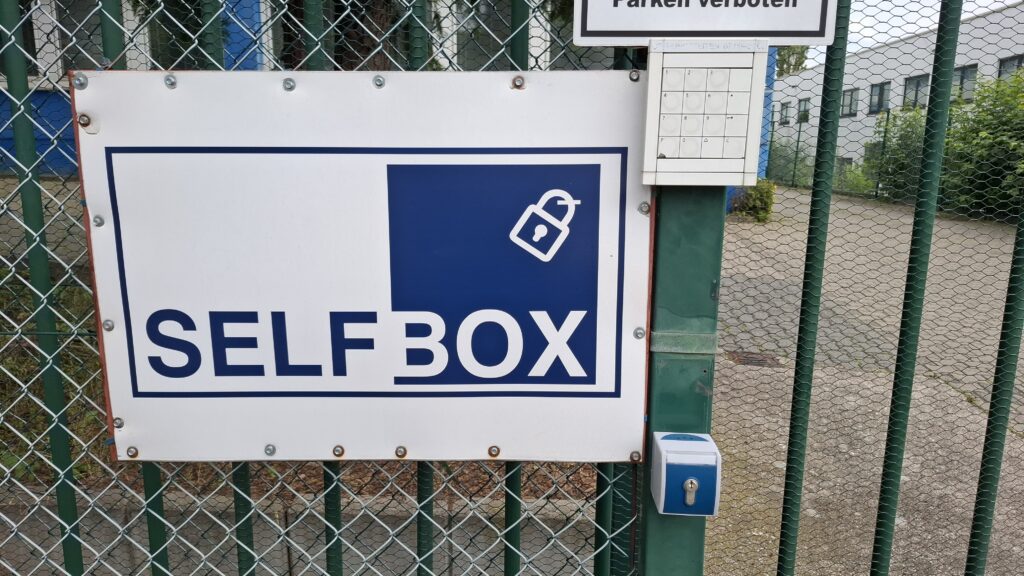 Parken verboten
SELFBOX